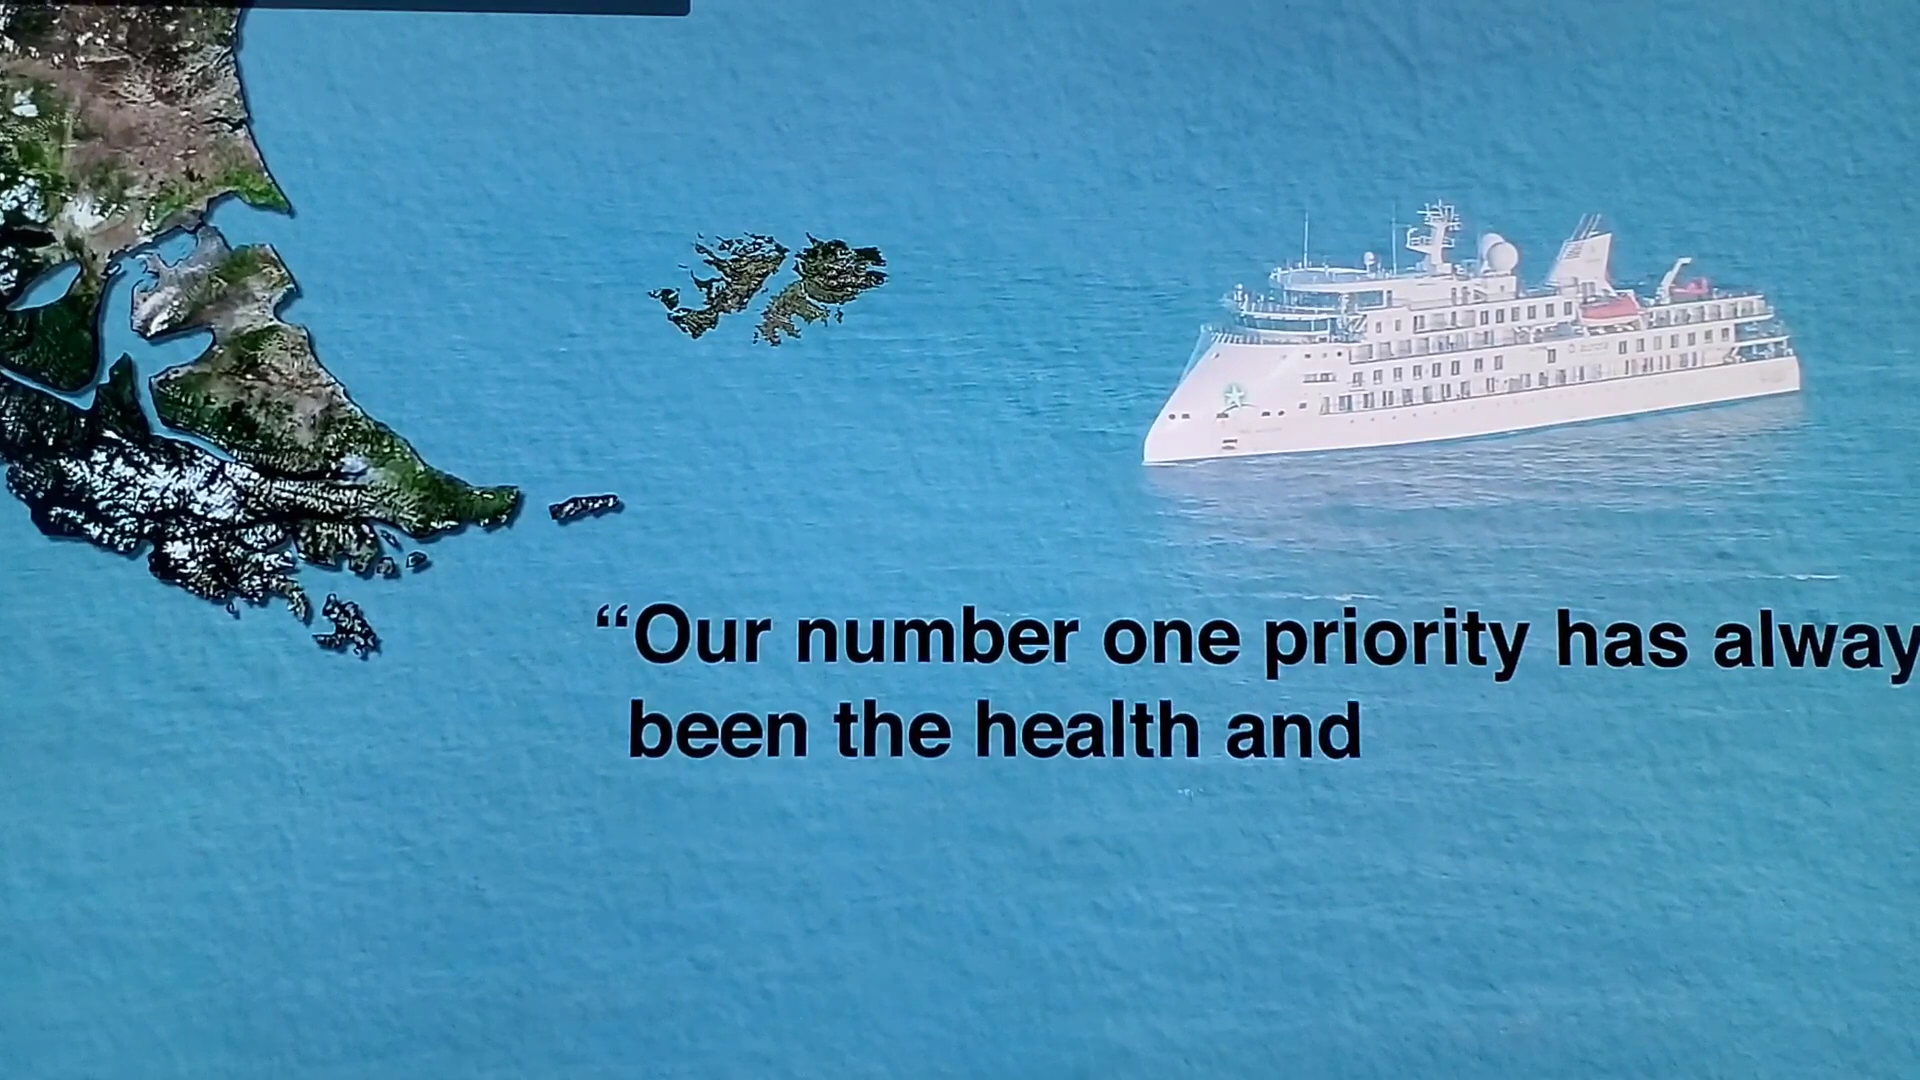 “Our number one priority has alway
been the health and